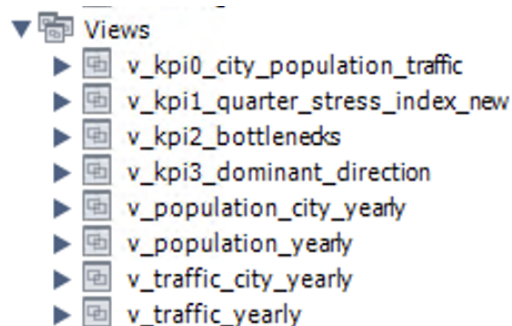 Views
v_kpi0_city_population_traffic
v_kpi1_quarter_stress_index_new
v_kpi2_bottlenecks
v_kpi3_dominant_direction
v_population_city_yearly
v_population_yearly
v_traffic_city_yearly
v_traffic_yearly